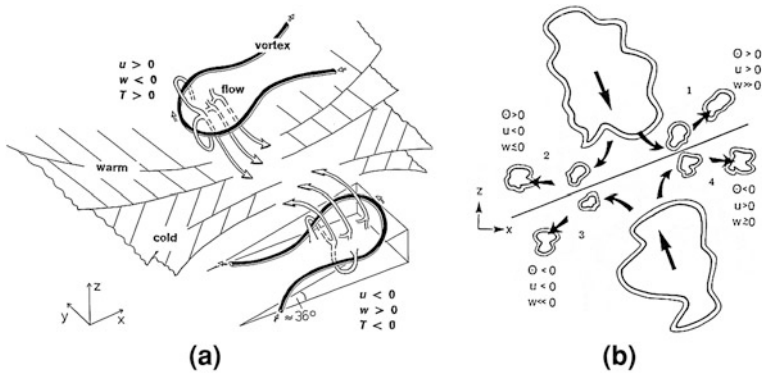 u > 0
w < 0
T > 0
vortex
flow
warm
cold
z
y
x
≈ 36°
u < 0
w > 0
T < 0
(a)
Θ > 0
u > 0
w ≫ 0
1
Θ > 0
u < 0
w ≲ 0
2
z
x
3
Θ < 0
u < 0
w ≪ 0
4
Θ < 0
u > 0
w ≳ 0
(b)